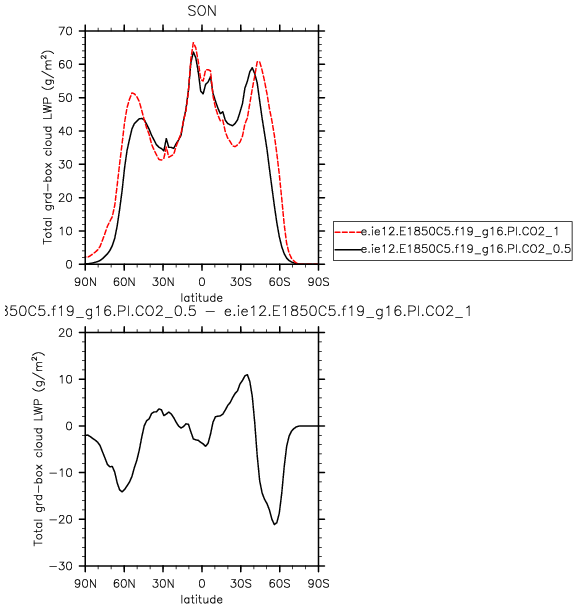 SON
70
60
50
40
30
20
10
0
Total grd-box cloud LWP (g/m²)
90N 60N 30N 0 30S 60S 90S
latitude
e.ie12.E1850C5.f19_g16.PI.CO2_1
e.ie12.E1850C5.f19_g16.PI.CO2_0.5
350C5.f19_g16.PI.CO2_0.5 - e.ie12.E1850C5.f19_g16.PI.CO2_1
20
10
0
-10
-20
-30
Total grd-box cloud LWP (g/m²)
90N 60N 30N 0 30S 60S 90S
latitude